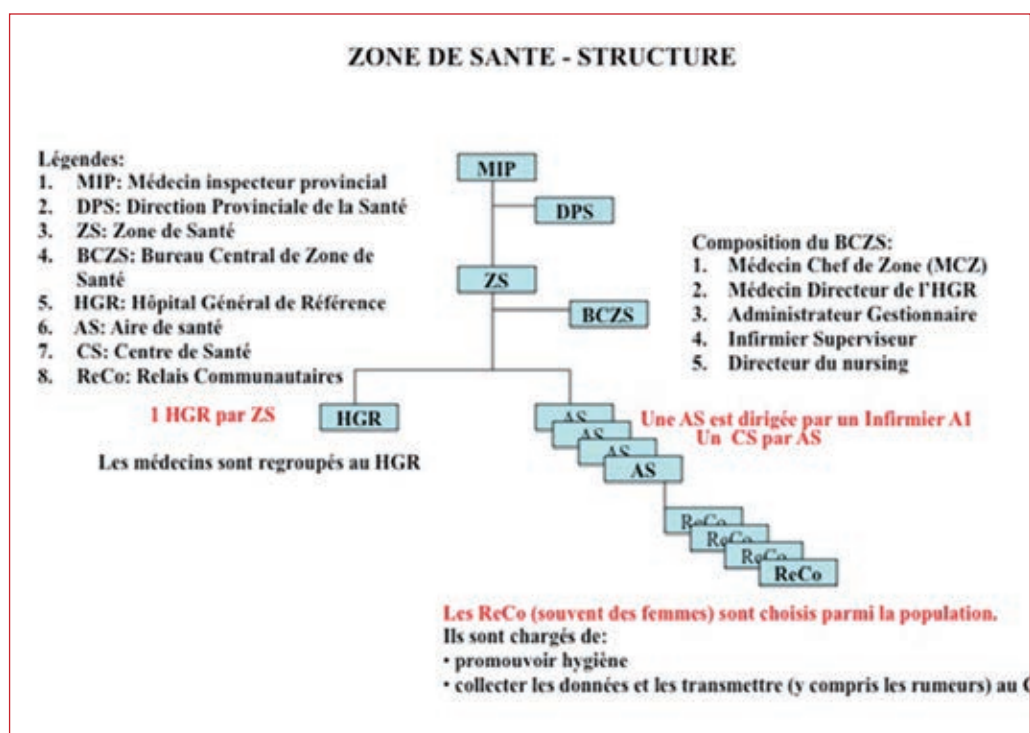 ZONE DE SANTE - STRUCTURE
Légendes:
1. MIP: Médecin inspecteur provincial
2. DPS: Direction Provinciale de la Santé
3. ZS: Zone de Santé
4. BCZS: Bureau Central de Zone de
Santé
5. HGR: Hôpital Général de Référence
6. AS: Aire de santé
7. CS: Centre de Santé
8. ReCo: Relais Communautaires
MIP
DPS
ZS
BCZS
Composition du BCZS:
1. Médecin Chef de Zone (MCZ)
2. Médecin Directeur de l'HGR
3. Administrateur Gestionnaire
4. Infirmier Superviseur
5. Directeur du nursing
1 HGR par ZS
HGR
Les médecins sont regroupés au HGR
AS
AS
AS
AS
Une AS est dirigée par un Infirmier A1
Un CS par AS
ReCo
ReCo
ReCo
ReCo
Les ReCo (souvent des femmes) sont choisis parmi la population.
Ils sont chargés de:
• promouvoir hygiène
• collecter les données et les transmettre (y compris les rumeurs) au